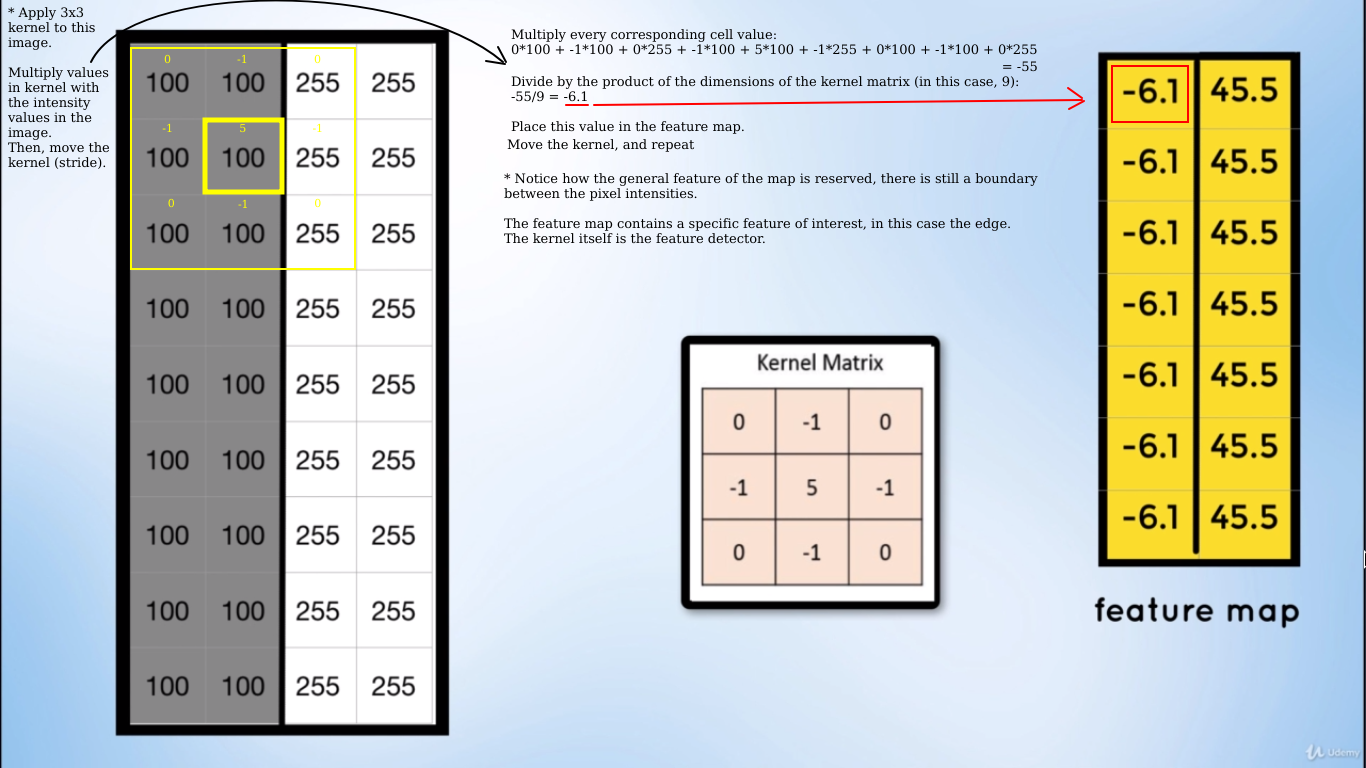 * Apply 3x3
kernel to this
image.
Multiply values
in kernel with
the intensity
values in the
image.
Then, move the
kernel (stride).
0 -1 0
100 100 255 255
-1 5 -1
100 100 255 255
0 -1 0
100 100 255 255
100 100 255 255
100 100 255 255
100 100 255 255
100 100 255 255
100 100 255 255
100 100 255 255
Multiply every corresponding cell value:
0*100 + -1*100 + 0*255 + -1*100 + 5*100 + -1*255 + 0*100 + -1*100 + 0*255
= -55
Divide by the product of the dimensions of the kernel matrix (in this case, 9):
-55/9 = -6.1
Place this value in the feature map.
Move the kernel, and repeat
* Notice how the general feature of the map is reserved, there is still a boundary
between the pixel intensities.
The feature map contains a specific feature of interest, in this case the edge.
The kernel itself is the feature detector.
Kernel Matrix
0 -1 0
-1 5 -1
0 -1 0
-6.1 45.5
-6.1 45.5
-6.1 45.5
-6.1 45.5
-6.1 45.5
-6.1 45.5
-6.1 45.5
feature map
Udemy